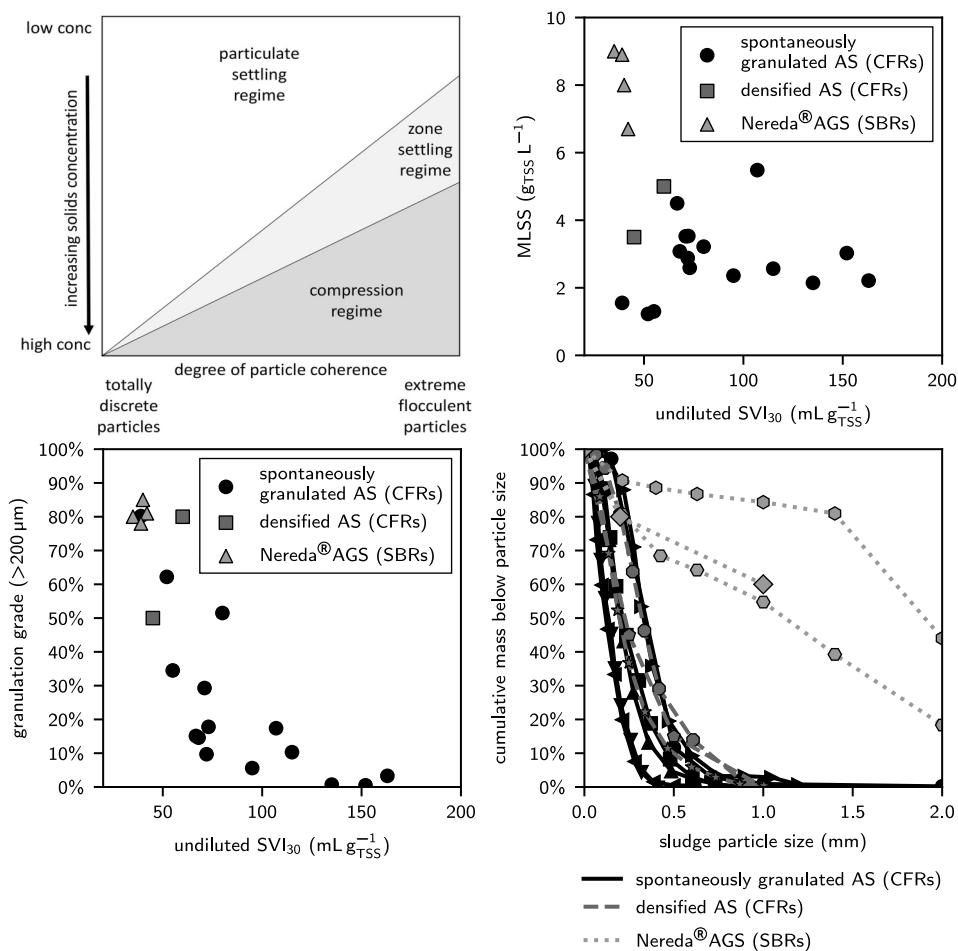 low conc
increasing solids concentration
high conc
particulate
settling
regime
zone
settling
regime
compression
regime
degree of particle coherence
totally
discrete
particles
extreme
flocculent
particles
MLSS (g_TSS L⁻¹)
10
8
6
4
2
0
spontaneously
granulated AS (CFRs)
densified AS (CFRs)
Nereda®AGS (SBRs)
50
100
150
200
undiluted SVI₃₀ (mL g⁻¹_TSS)
granulation grade (>200 μm)
100%
90%
80%
70%
60%
50%
40%
30%
20%
10%
0%
spontaneously
granulated AS (CFRs)
densified AS (CFRs)
Nereda®AGS (SBRs)
50
100
150
200
undiluted SVI₃₀ (mL g⁻¹_TSS)
cumulative mass below particle size
100%
90%
80%
70%
60%
50%
40%
30%
20%
10%
0%
0.0
0.5
1.0
1.5
2.0
sludge particle size (mm)
spontaneously granulated AS (CFRs)
densified AS (CFRs)
Nereda®AGS (SBRs)